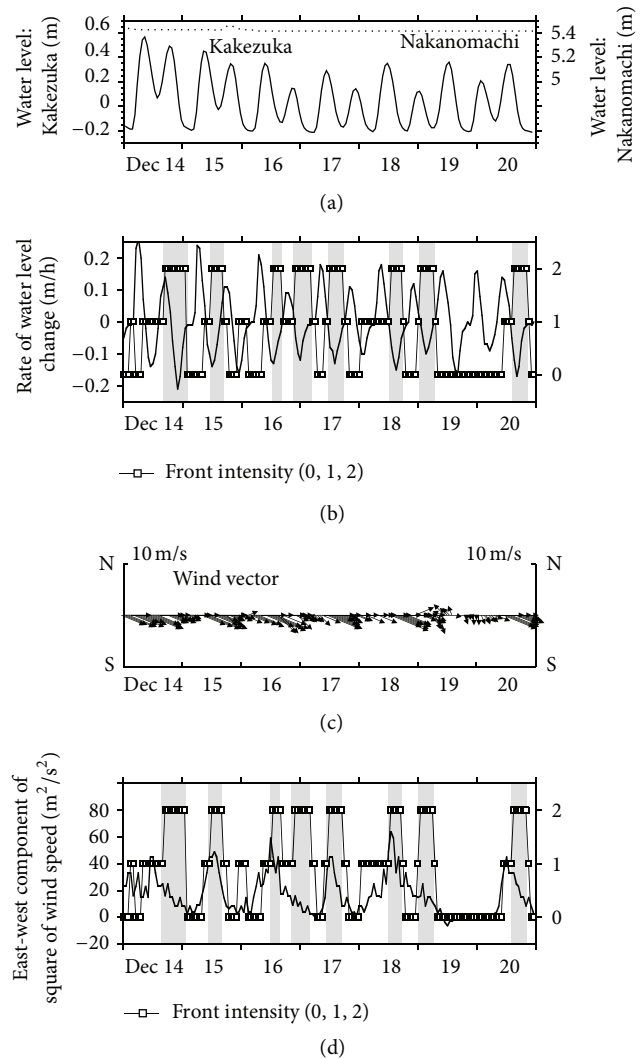 Water level:
Kakezuka (m)
0.6
0.4
0.2
0
−0.2
Kakezuka
Nakanomachi
5.4
5.2
5
Water level:
Nakanomachi (m)
Dec 14 15 16 17 18 19 20
(a)
Rate of water level
change (m/h)
0.2
0.1
0
−0.1
−0.2
2
1
0
Dec 14 15 16 17 18 19 20
Front intensity (0, 1, 2)
(b)
N
10 m/s
10 m/s
N
Wind vector
S
S
Dec 14 15 16 17 18 19 20
(c)
East-west component of
square of wind speed (m²/s²)
80
60
40
20
0
−20
2
1
0
Dec 14 15 16 17 18 19 20
Front intensity (0, 1, 2)
(d)